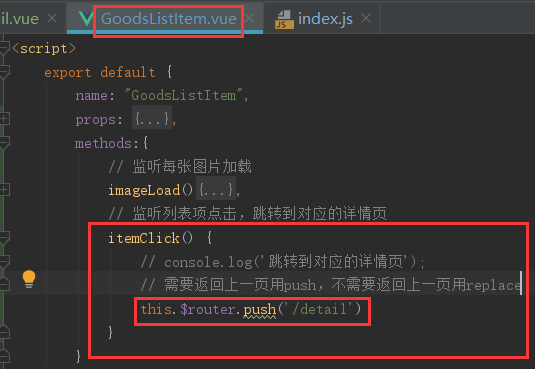 il.vue × GoodsListItem.vue × index.js ×
<script>
export default {
name: "GoodsListItem",
props: {...},
methods:{
// 监听每张图片加载
imageLoad(){...},
// 监听列表项点击，跳转到对应的详情页
itemClick() {
// console.log('跳转到对应的详情页');
// 需要返回上一页用push，不需要返回上一页用replace
this.$router.push('/detail')
}
}